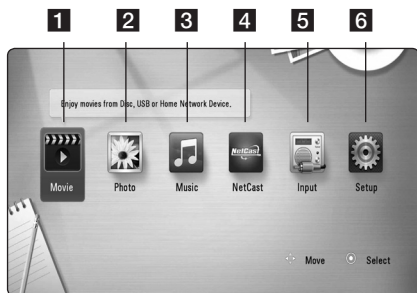 1 2 3 4 5 6
Enjoy movies from Disc, USB or Home Network Device.
NetCast
Movie Photo Music NetCast Input Setup
Move Select